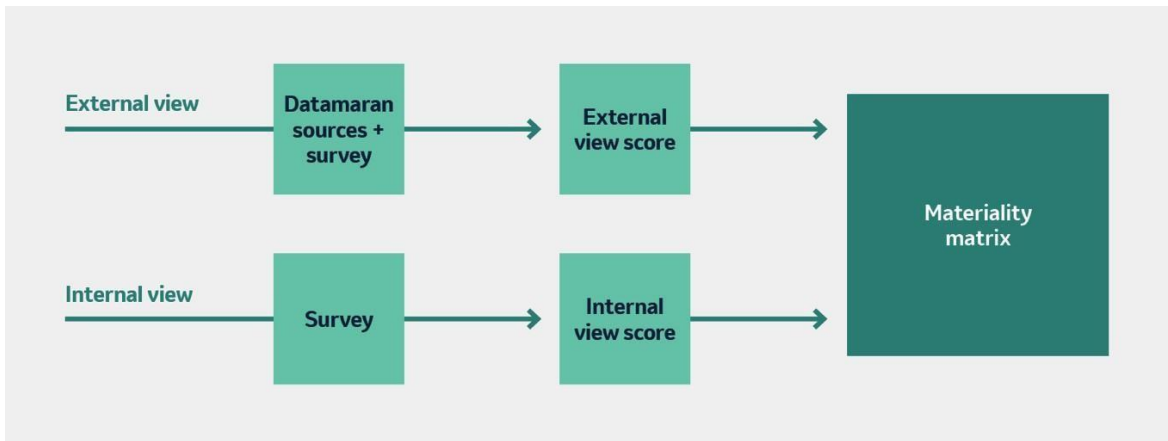 External view
Datamaran
sources +
survey
External
view score
Materiality
matrix
Internal view
Survey
Internal
view score